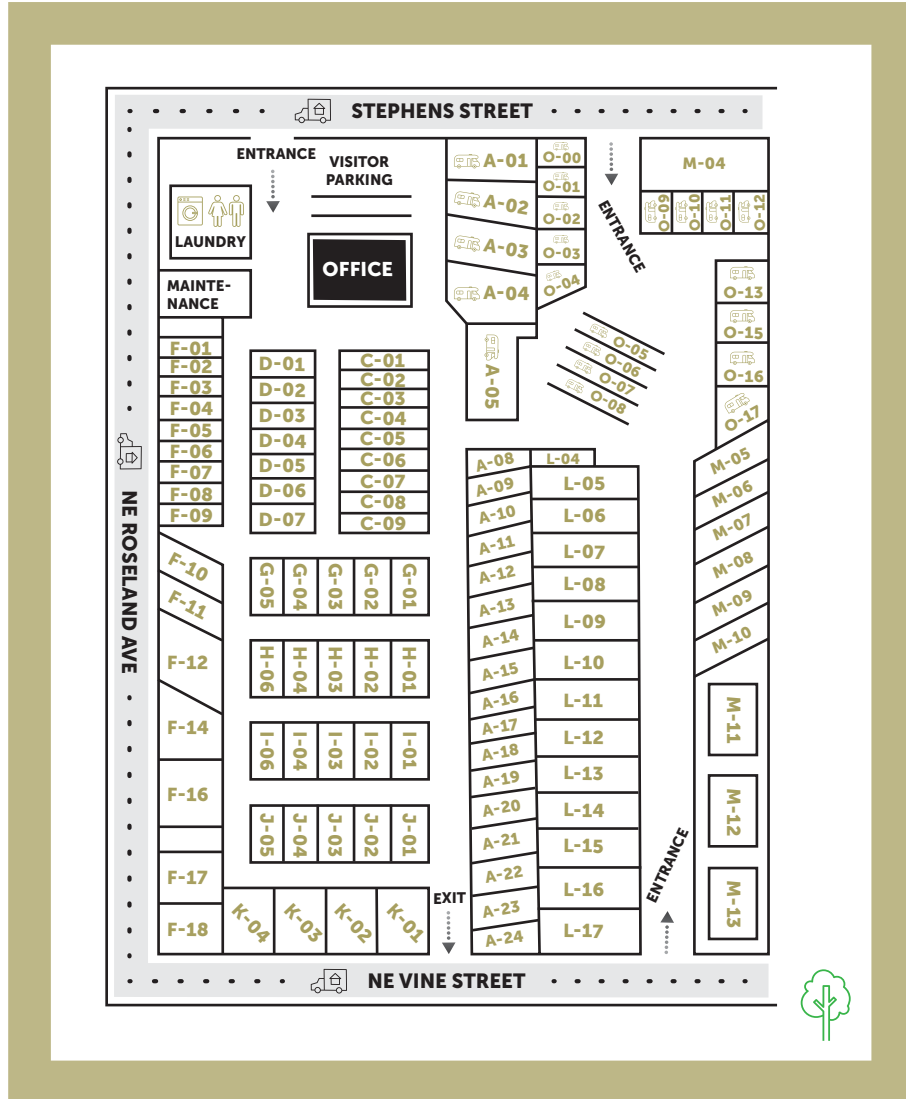 STEPHENS STREET
ENTRANCE
VISITOR
PARKING
LAUNDRY
MAINTE-
NANCE
OFFICE
A-01
A-02
A-03
A-04
A-05
O-00
O-01
O-02
O-03
O-04
ENTRANCE
M-04
O-09
O-10
O-11
O-12
O-05
O-06
O-07
O-08
O-13
O-15
O-16
O-17
NE ROSELAND AVE
F-01
F-02
F-03
F-04
F-05
F-06
F-07
F-08
F-09
F-10
F-11
F-12
F-14
F-16
F-17
F-18
D-01
D-02
D-03
D-04
D-05
D-06
D-07
C-01
C-02
C-03
C-04
C-05
C-06
C-07
C-08
C-09
G-05
G-04
G-03
G-02
G-01
H-06
H-04
H-03
H-02
H-01
I-06
I-04
I-03
I-02
I-01
J-05
J-04
J-03
J-02
J-01
K-04
K-03
K-02
K-01
EXIT
A-08
A-09
A-10
A-11
A-12
A-13
A-14
A-15
A-16
A-17
A-18
A-19
A-20
A-21
A-22
A-23
A-24
L-04
L-05
L-06
L-07
L-08
L-09
L-10
L-11
L-12
L-13
L-14
L-15
L-16
L-17
ENTRANCE
M-05
M-06
M-07
M-08
M-09
M-10
M-11
M-12
M-13
NE VINE STREET